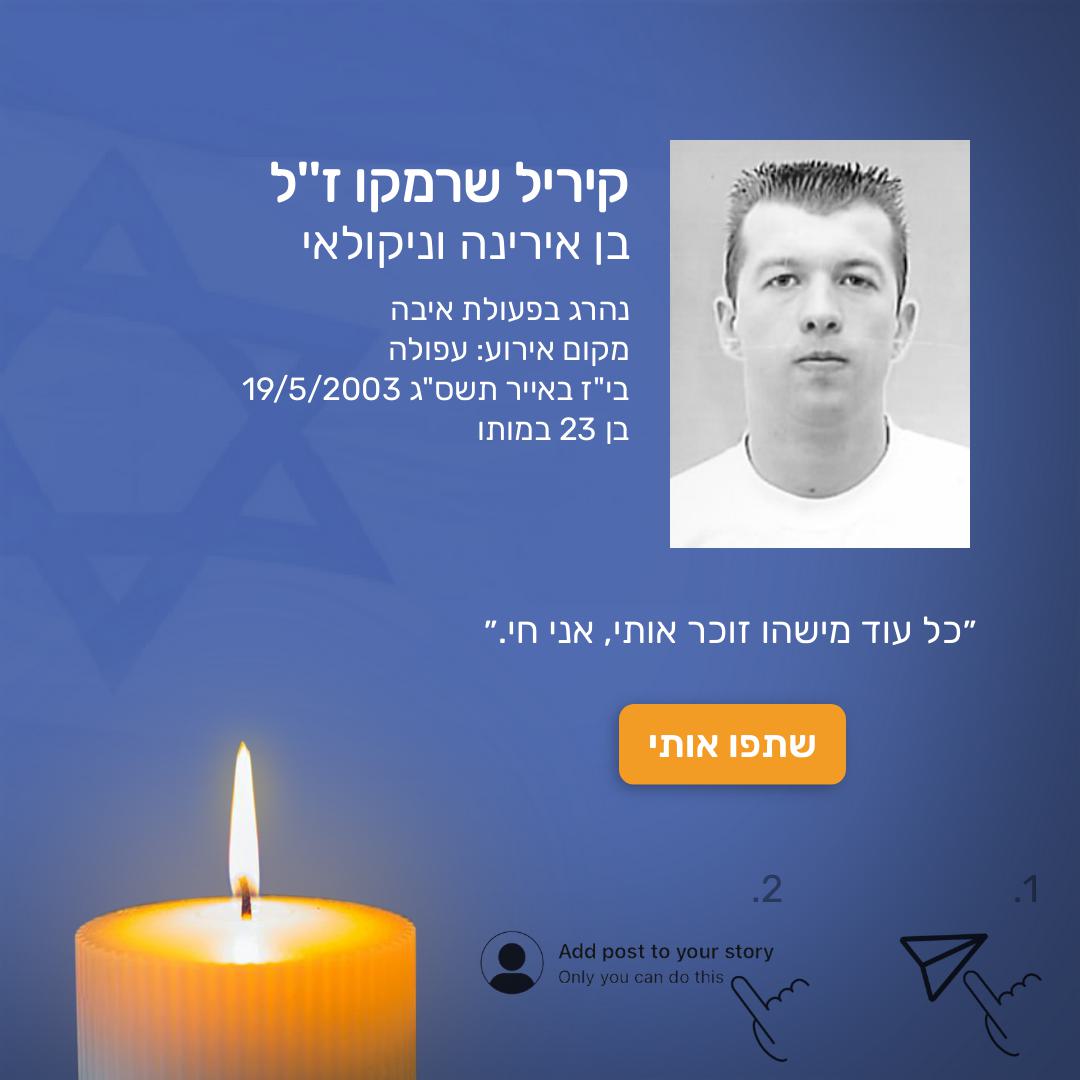 קיריל שרמקו ז"ל
בן אירינה וניקולאי
נהרג בפעולת איבה
מקום אירוע: עפולה
בי"ז באייר תשס"ג 19/5/2003
בן 23 במותו
״כל עוד מישהו זוכר אותי, אני חי.״
שתפו אותי
1.
2.
Add post to your story
Only you can do this